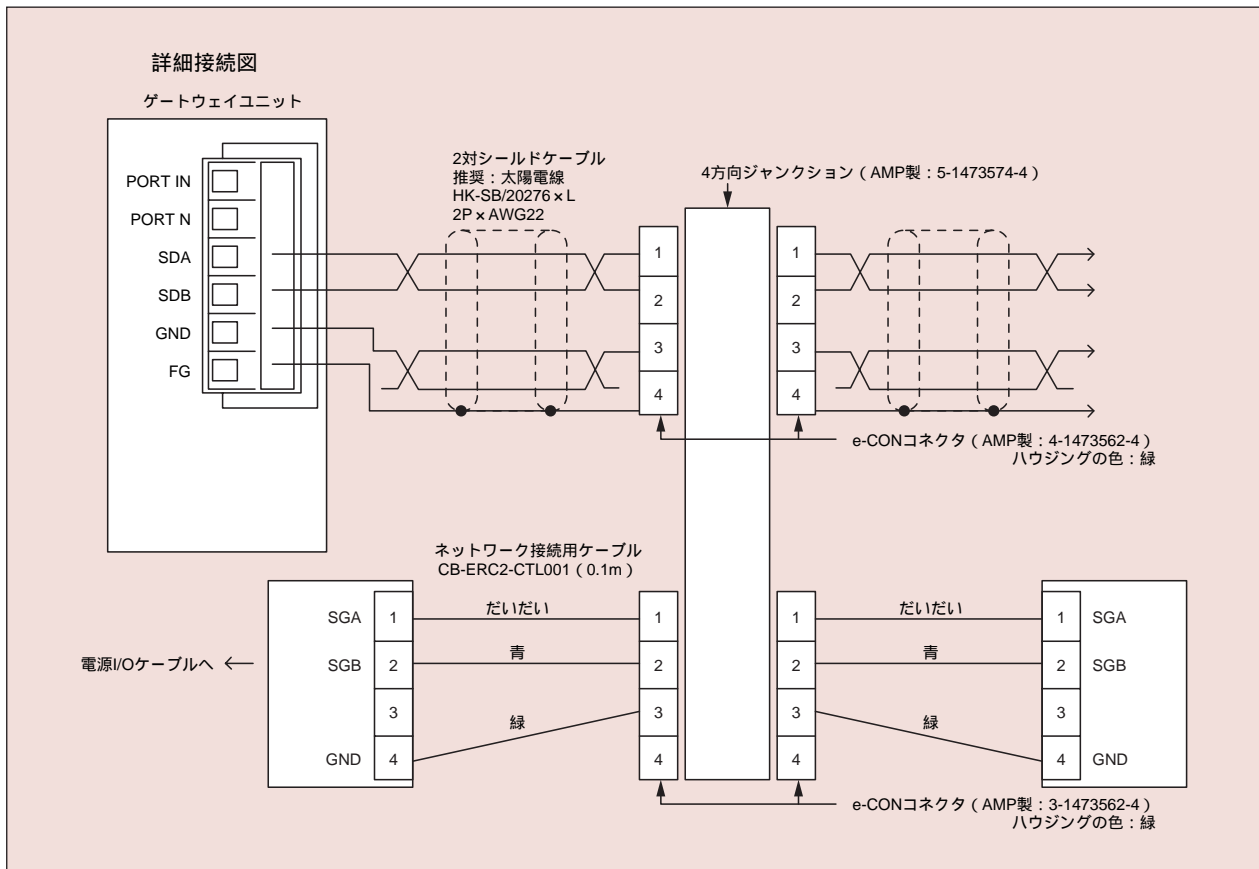 詳細接続図
ゲートウェイユニット
PORT IN
PORT N
SDA
SDB
GND
FG
2対シールドケーブル
推奨：太陽電線
HK-SB/20276×L
2P×AWG22
4方向ジャンクション（AMP製：5-1473574-4）
1
2
3
4
1
2
3
4
e-CONコネクタ（AMP製：4-1473562-4）
ハウジングの色：緑
ネットワーク接続用ケーブル
CB-ERC2-CTL001（0.1m）
電源I/Oケーブルへ
SGA
SGB
GND
1
2
3
4
だいだい
青
緑
1
2
3
4
1
2
3
4
だいだい
青
緑
1
2
3
4
SGA
SGB
GND
e-CONコネクタ（AMP製：3-1473562-4）
ハウジングの色：緑